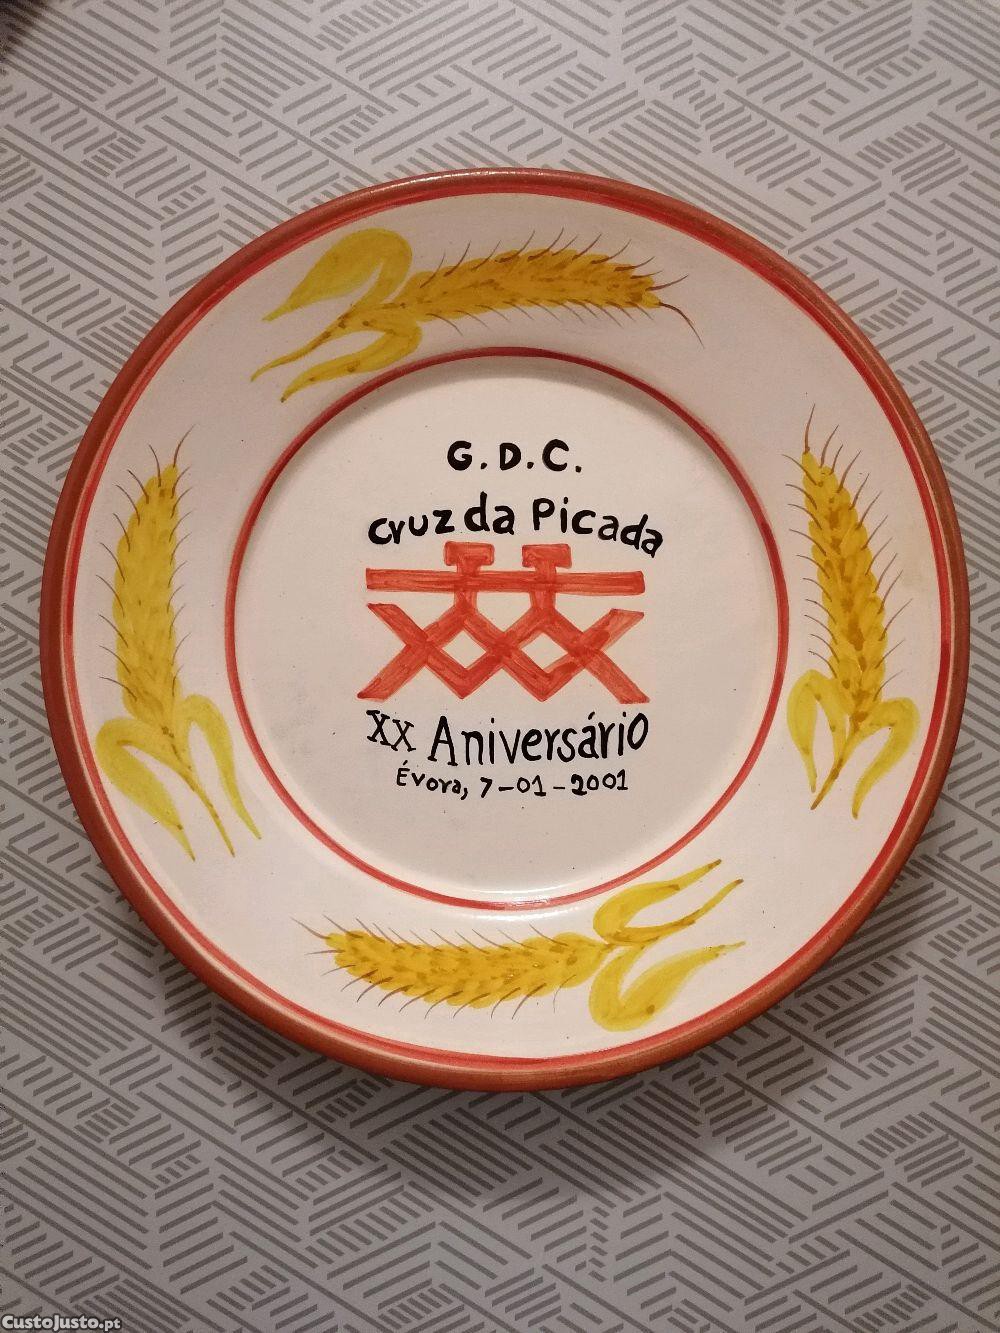 G.D.C.
Cruz da Picada
XX Aniversário
Évora, 7-01-2001
CustoJusto.pt